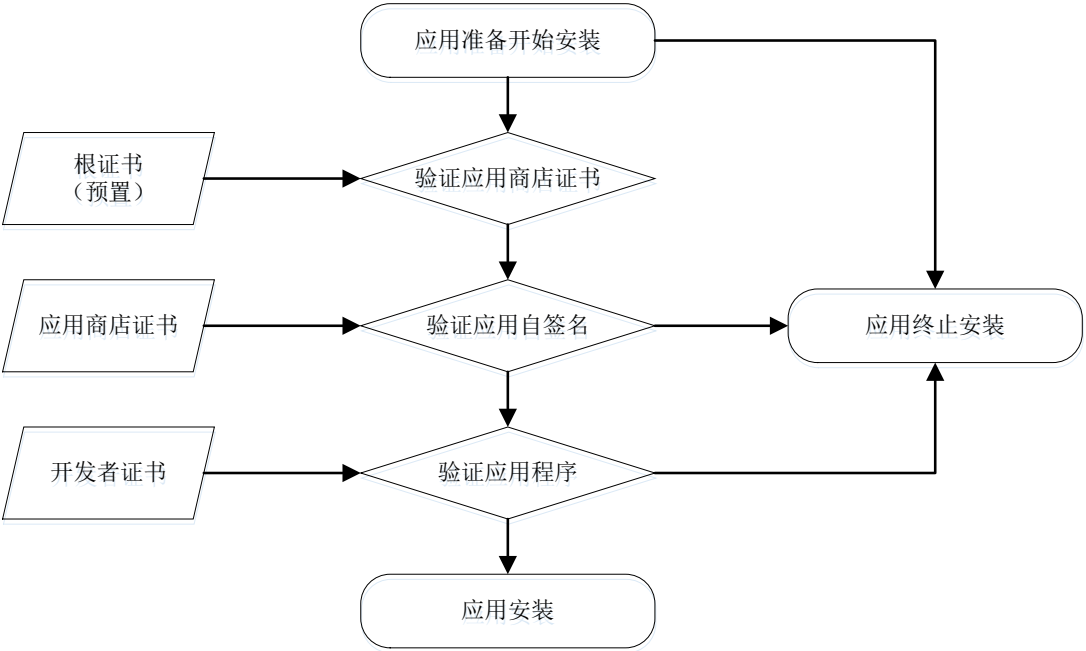 应用准备开始安装
根证书
（预置）
验证应用商店证书
应用商店证书
验证应用自签名
应用终止安装
开发者证书
验证应用程序
应用安装